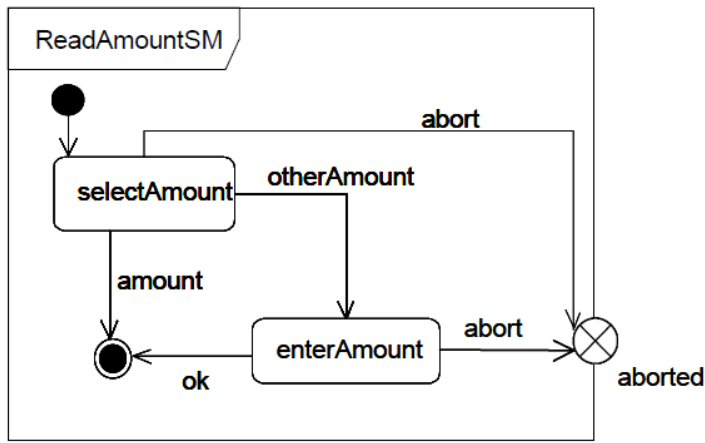 ReadAmountSM
abort
selectAmount
otherAmount
amount
enterAmount
abort
ok
aborted